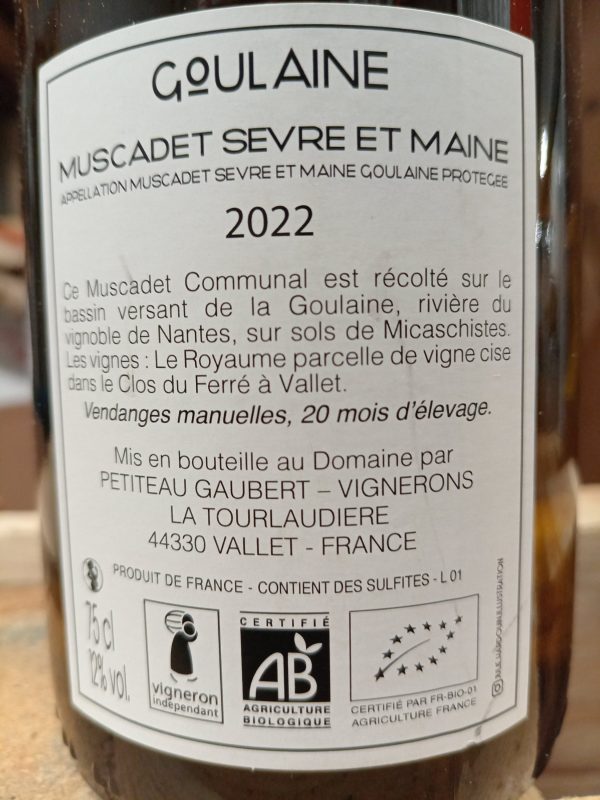 GOULAINE
MUSCADET SEVRE ET MAINE
APPELLATION MUSCADET SEVRE ET MAINE GOULAINE PROTEGEE
2022
Ce Muscadet Communal est récolté sur le
bassin versant de la Goulaine, rivière du
vignoble de Nantes, sur sols de Micaschistes.
Les vignes : Le Royaume parcelle de vigne cise
dans le Clos du Ferré à Vallet.
Vendanges manuelles, 20 mois d'élevage.
Mis en bouteille au Domaine par
PETITEAU GAUBERT – VIGNERONS
LA TOURLAUDIERE
44330 VALLET - FRANCE
PRODUIT DE FRANCE - CONTIENT DES SULFITES - L 01
75 cl
12% vol.
vigneron
indépendant
CERTIFIÉ
AB
AGRICULTURE
BIOLOGIQUE
CERTIFIÉ PAR FR-BIO-01
AGRICULTURE FRANCE